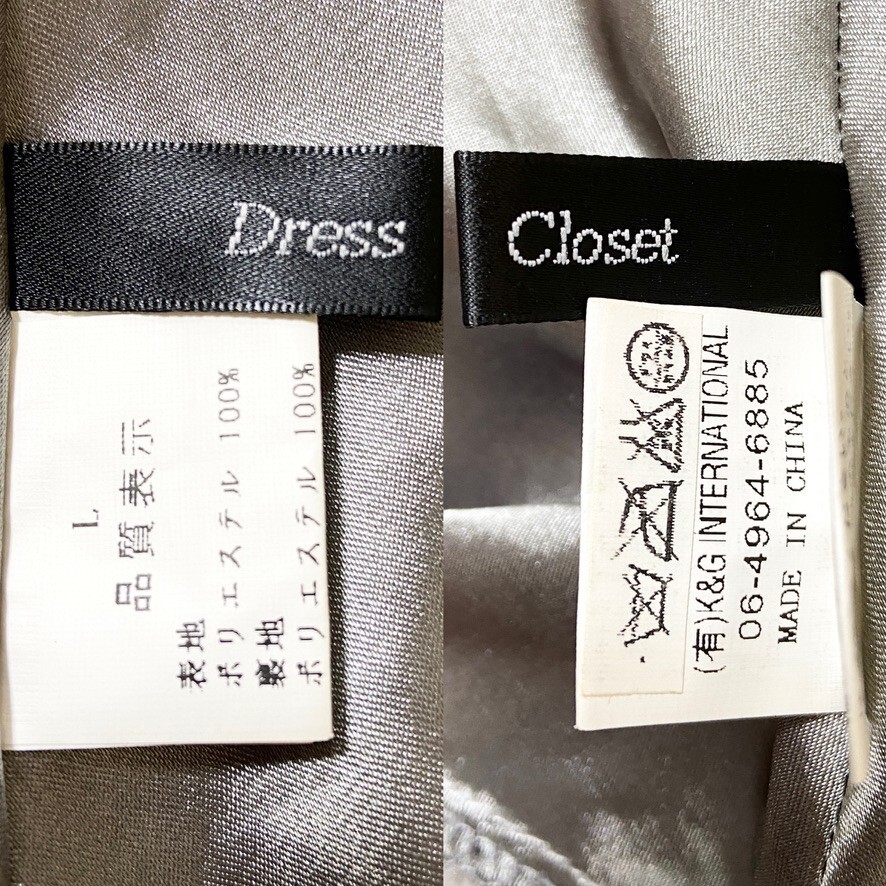 Dress
L
品質表示
表地
ポリエステル 100%
裏地
ポリエステル 100%
Closet
(有)K&G INTERNATIONAL
06-4964-6885
MADE IN CHINA